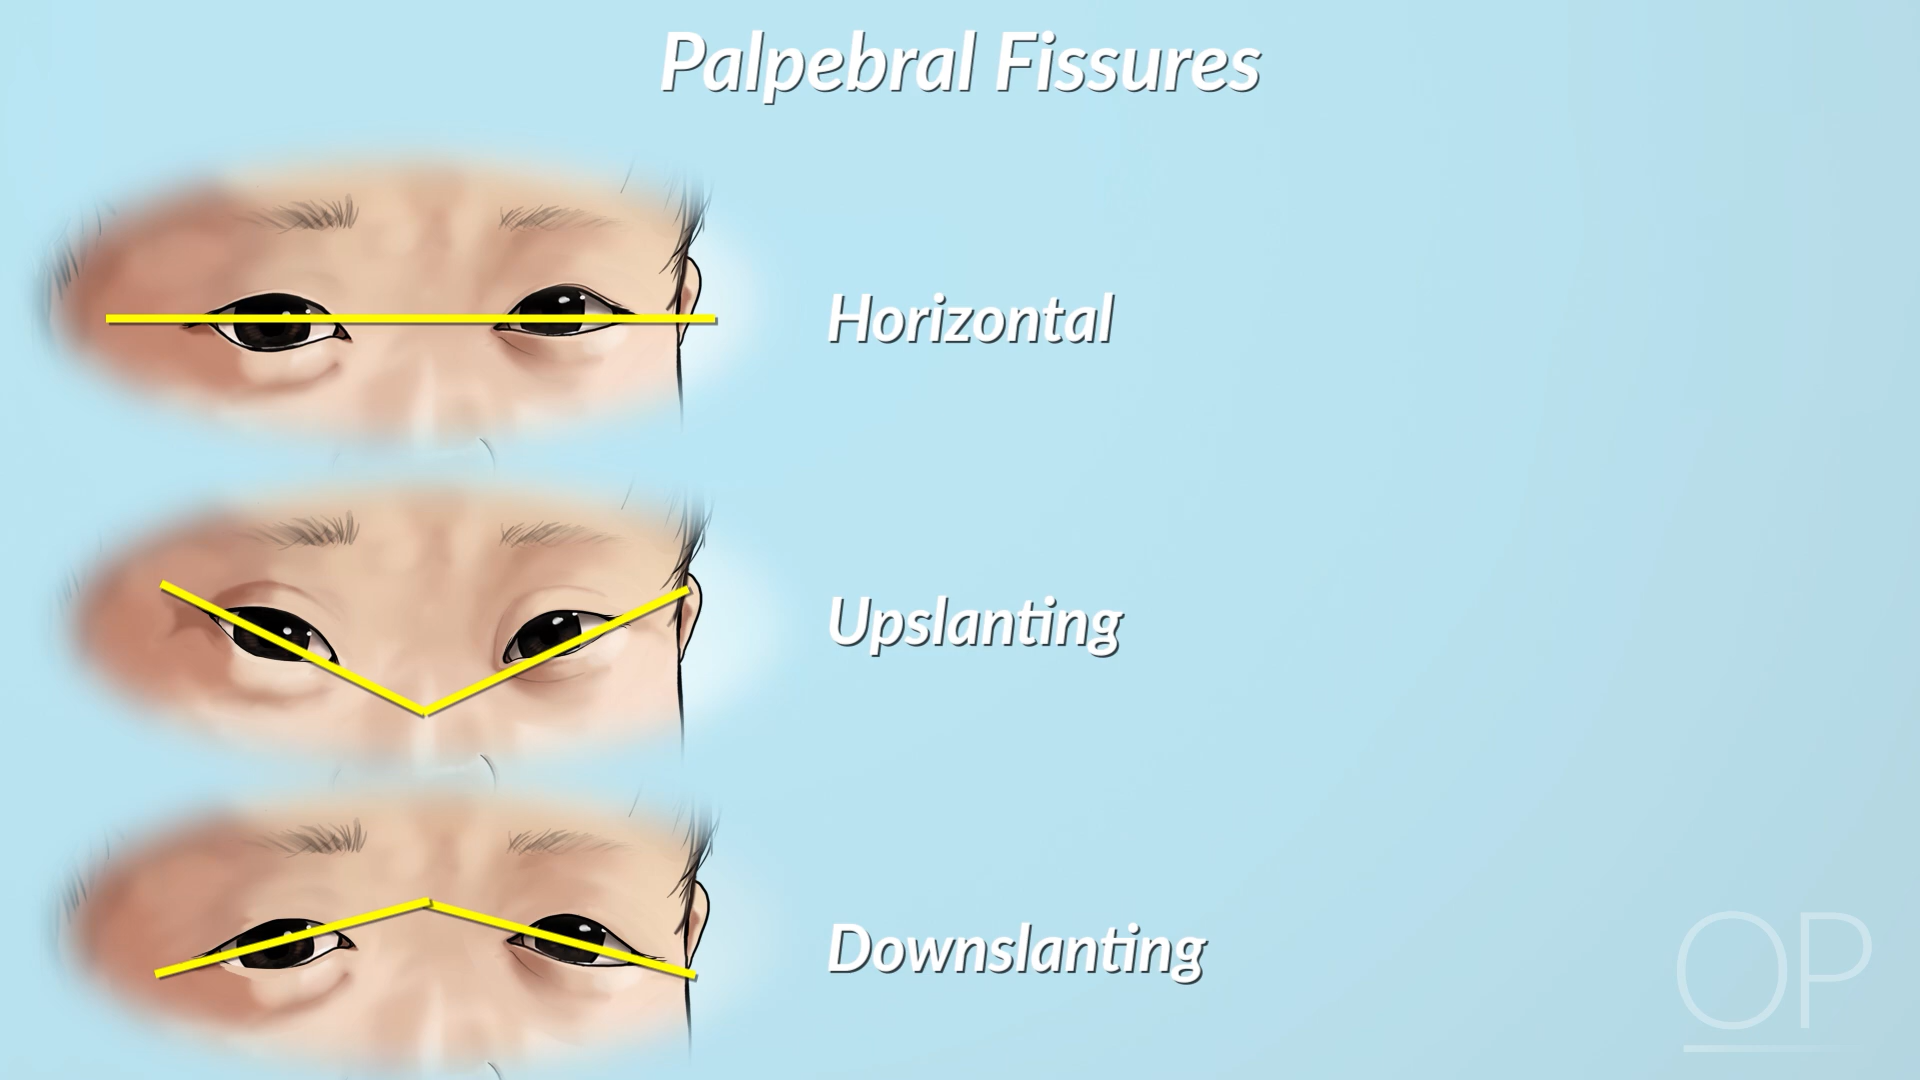 Palpebral Fissures
Horizontal
Upslanting
Downslanting
OP